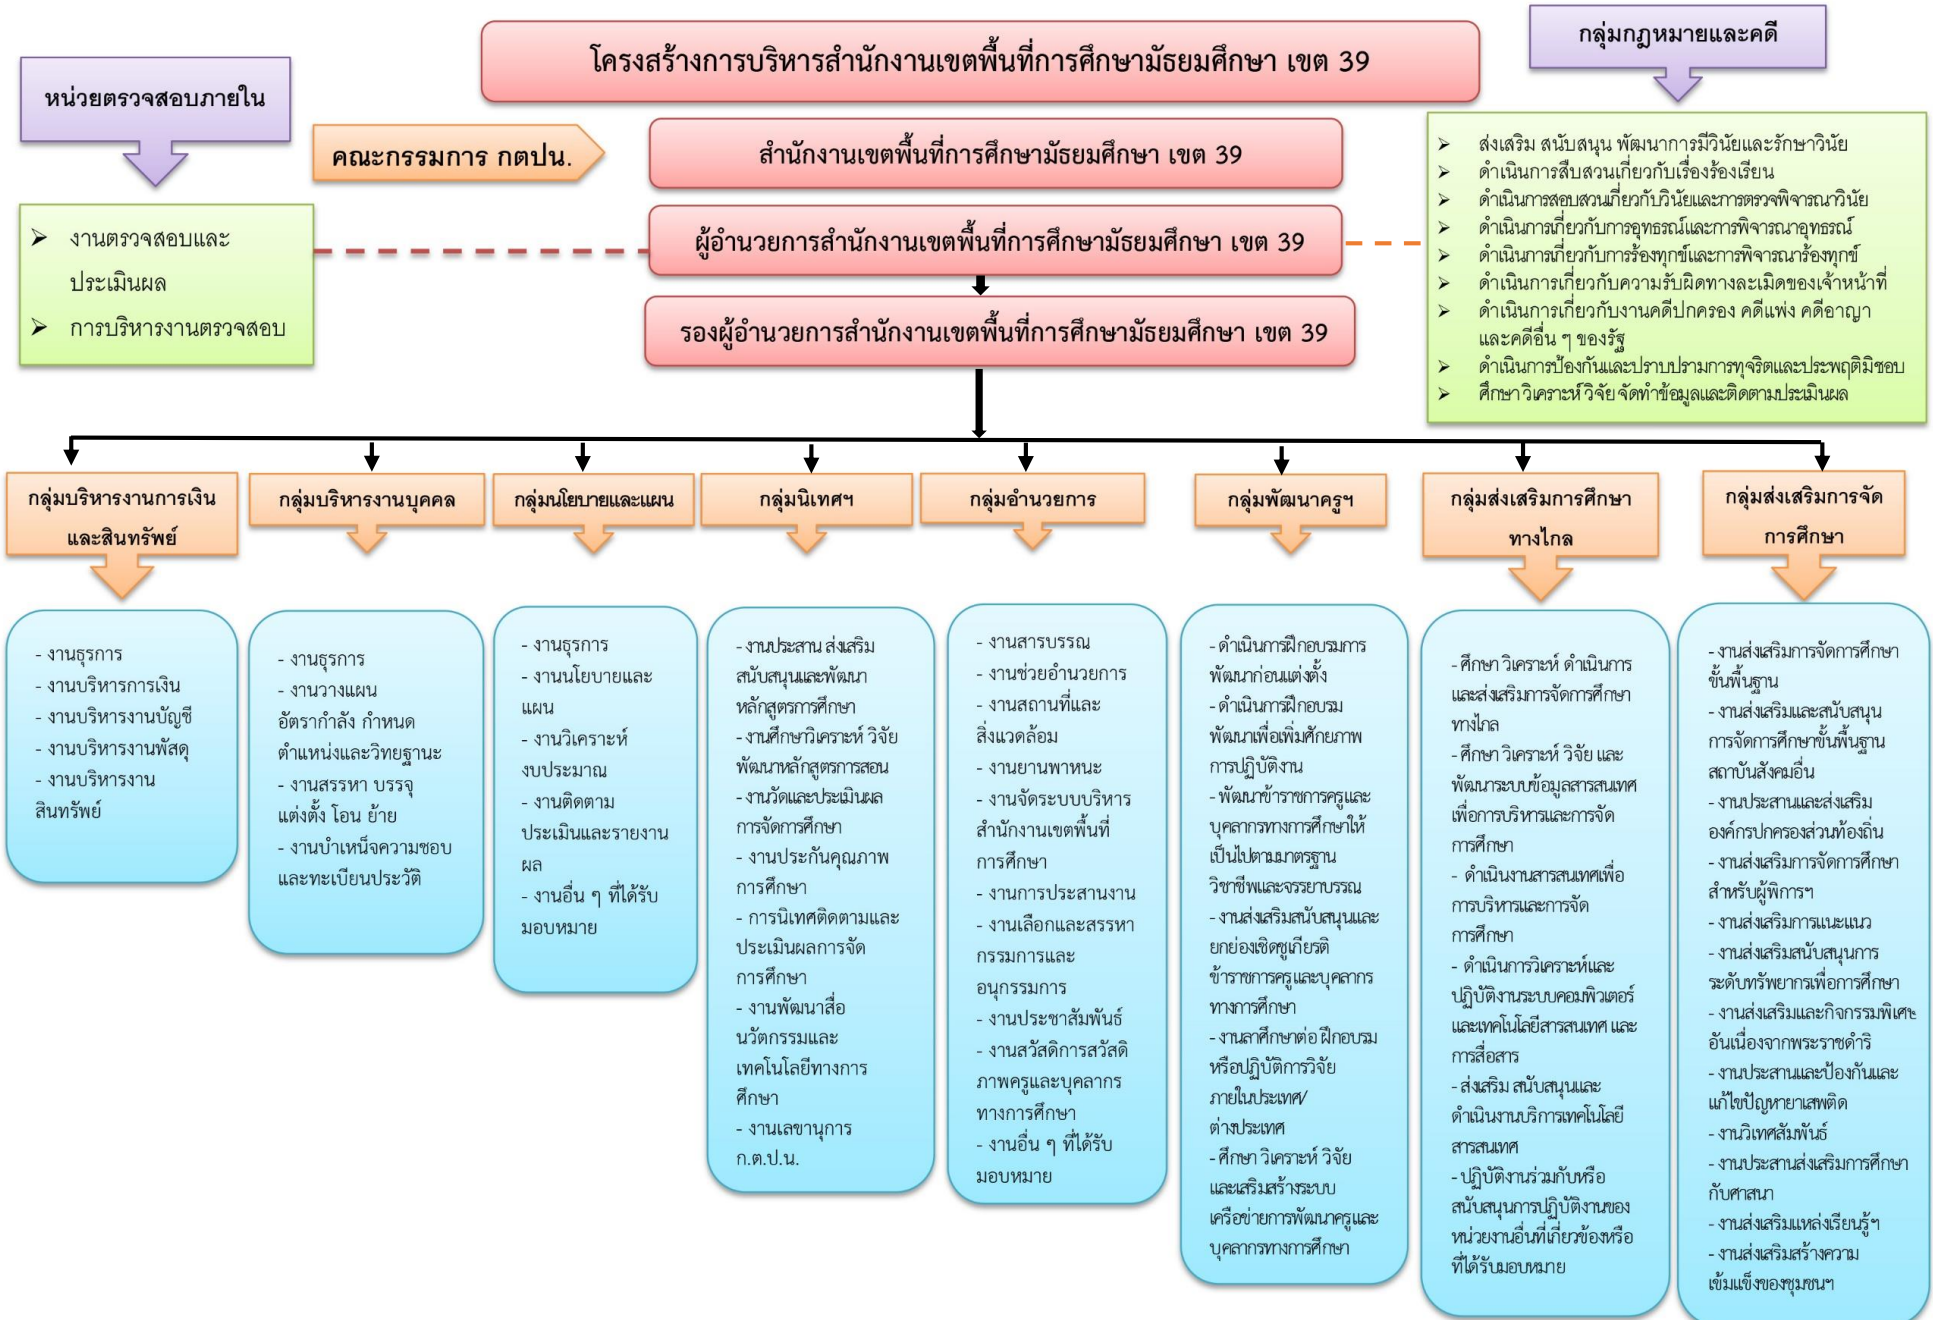 โครงสร้างการบริหารสำนักงานเขตพื้นที่การศึกษามัธยมศึกษา เขต 39
หน่วยตรวจสอบภายใน
➢ งานตรวจสอบและ
ประเมินผล
➢ การบริหารงานตรวจสอบ
คณะกรรมการ กตปน.
สำนักงานเขตพื้นที่การศึกษามัธยมศึกษา เขต 39
ผู้อำนวยการสำนักงานเขตพื้นที่การศึกษามัธยมศึกษา เขต 39
รองผู้อำนวยการสำนักงานเขตพื้นที่การศึกษามัธยมศึกษา เขต 39
กลุ่มกฎหมายและคดี
➢ ส่งเสริม สนับสนุน พัฒนาการมีวินัยและรักษาวินัย
➢ ดำเนินการสืบสวนเกี่ยวกับเรื่องร้องเรียน
➢ ดำเนินการสอบสวนเกี่ยวกับวินัยและการตรวจพิจารณาวินัย
➢ ดำเนินการเกี่ยวกับการอุทธรณ์และการพิจารณาอุทธรณ์
➢ ดำเนินการเกี่ยวกับการร้องทุกข์และการพิจารณาร้องทุกข์
➢ ดำเนินการเกี่ยวกับความรับผิดทางละเมิดของเจ้าหน้าที่
➢ ดำเนินการเกี่ยวกับงานคดีปกครอง คดีแพ่ง คดีอาญา
และคดีอื่น ๆ ของรัฐ
➢ ดำเนินการป้องกันและปราบปรามการทุจริตและประพฤติมิชอบ
➢ ศึกษา วิเคราะห์ วิจัย จัดทำข้อมูลและติดตามประเมินผล
กลุ่มบริหารงานการเงิน
และสินทรัพย์
- งานธุรการ
- งานบริหารการเงิน
- งานบริหารงานบัญชี
- งานบริหารงานพัสดุ
- งานบริหารงาน
สินทรัพย์
กลุ่มบริหารงานบุคคล
- งานธุรการ
- งานวางแผน
อัตรากำลัง กำหนด
ตำแหน่งและวิทยฐานะ
- งานสรรหา บรรจุ
แต่งตั้ง โอน ย้าย
- งานบำเหน็จความชอบ
และทะเบียนประวัติ
กลุ่มนโยบายและแผน
- งานธุรการ
- งานนโยบายและ
แผน
- งานวิเคราะห์
งบประมาณ
- งานติดตาม
ประเมินและรายงาน
ผล
- งานอื่น ๆ ที่ได้รับ
มอบหมาย
กลุ่มนิเทศฯ
- งานประสาน ส่งเสริม
สนับสนุนและพัฒนา
หลักสูตรการศึกษา
- งานศึกษาวิเคราะห์ วิจัย
พัฒนาหลักสูตรการสอน
- งานวัดและประเมินผล
การจัดการศึกษา
- งานประกันคุณภาพ
การศึกษา
- การนิเทศติดตามและ
ประเมินผลการจัด
การศึกษา
- งานพัฒนาสื่อ
นวัตกรรมและ
เทคโนโลยีทางการ
ศึกษา
- งานเลขานุการ
ก.ต.ป.น.
กลุ่มอำนวยการ
- งานสารบรรณ
- งานช่วยอำนวยการ
- งานสถานที่และ
สิ่งแวดล้อม
- งานยานพาหนะ
- งานจัดระบบบริหาร
สำนักงานเขตพื้นที่
การศึกษา
- งานการประสานงาน
- งานเลือกและสรรหา
กรรมการและ
อนุกรรมการ
- งานประชาสัมพันธ์
- งานสวัสดิการสวัสดิ
ภาพครูและบุคลากร
ทางการศึกษา
- งานอื่น ๆ ที่ได้รับ
มอบหมาย
กลุ่มพัฒนาครูฯ
- ดำเนินการฝึกอบรมการ
พัฒนาก่อนแต่งตั้ง
- ดำเนินการฝึกอบรม
พัฒนาเพื่อเพิ่มศักยภาพ
การปฏิบัติงาน
- พัฒนาข้าราชการครูและ
บุคลากรทางการศึกษาให้
เป็นไปตามมาตรฐาน
วิชาชีพและจรรยาบรรณ
- งานส่งเสริมสนับสนุนและ
ยกย่องเชิดชูเกียรติ
ข้าราชการครูและบุคลากร
ทางการศึกษา
- งานลาศึกษาต่อ ฝึกอบรม
หรือปฏิบัติการวิจัย
ภายในประเทศ/
ต่างประเทศ
- ศึกษา วิเคราะห์ วิจัย
และเสริมสร้างระบบ
เครือข่ายการพัฒนาครูและ
บุคลากรทางการศึกษา
กลุ่มส่งเสริมการศึกษา
ทางไกล
- ศึกษา วิเคราะห์ ดำเนินการ
และส่งเสริมการจัดการศึกษา
ทางไกล
- ศึกษา วิเคราะห์ วิจัย และ
พัฒนาระบบข้อมูลสารสนเทศ
เพื่อการบริหารและการจัด
การศึกษา
- ดำเนินงานสารสนเทศเพื่อ
การบริหารและการจัด
การศึกษา
- ดำเนินการวิเคราะห์และ
ปฏิบัติงานระบบคอมพิวเตอร์
และเทคโนโลยีสารสนเทศ และ
การสื่อสาร
- ส่งเสริม สนับสนุนและ
ดำเนินงานบริการเทคโนโลยี
สารสนเทศ
- ปฏิบัติงานร่วมกับหรือ
สนับสนุนการปฏิบัติงานของ
หน่วยงานอื่นที่เกี่ยวข้องหรือ
ที่ได้รับมอบหมาย
กลุ่มส่งเสริมการจัด
การศึกษา
- งานส่งเสริมการจัดการศึกษา
ขั้นพื้นฐาน
- งานส่งเสริมและสนับสนุน
การจัดการศึกษาขั้นพื้นฐาน
สถาบันสังคมอื่น
- งานประสานและส่งเสริม
องค์กรปกครองส่วนท้องถิ่น
- งานส่งเสริมการจัดการศึกษา
สำหรับผู้พิการฯ
- งานส่งเสริมการแนะแนว
- งานส่งเสริมสนับสนุนการ
ระดับทรัพยากรเพื่อการศึกษา
- งานส่งเสริมและกิจกรรมพิเศษ
อันเนื่องจากพระราชดำริ
- งานประสานและป้องกันและ
แก้ไขปัญหายาเสพติด
- งานวิเทศสัมพันธ์
- งานประสานส่งเสริมการศึกษา
กับศาสนา
- งานส่งเสริมแหล่งเรียนรู้ฯ
- งานส่งเสริมสร้างความ
เข้มแข็งของชุมชนฯ